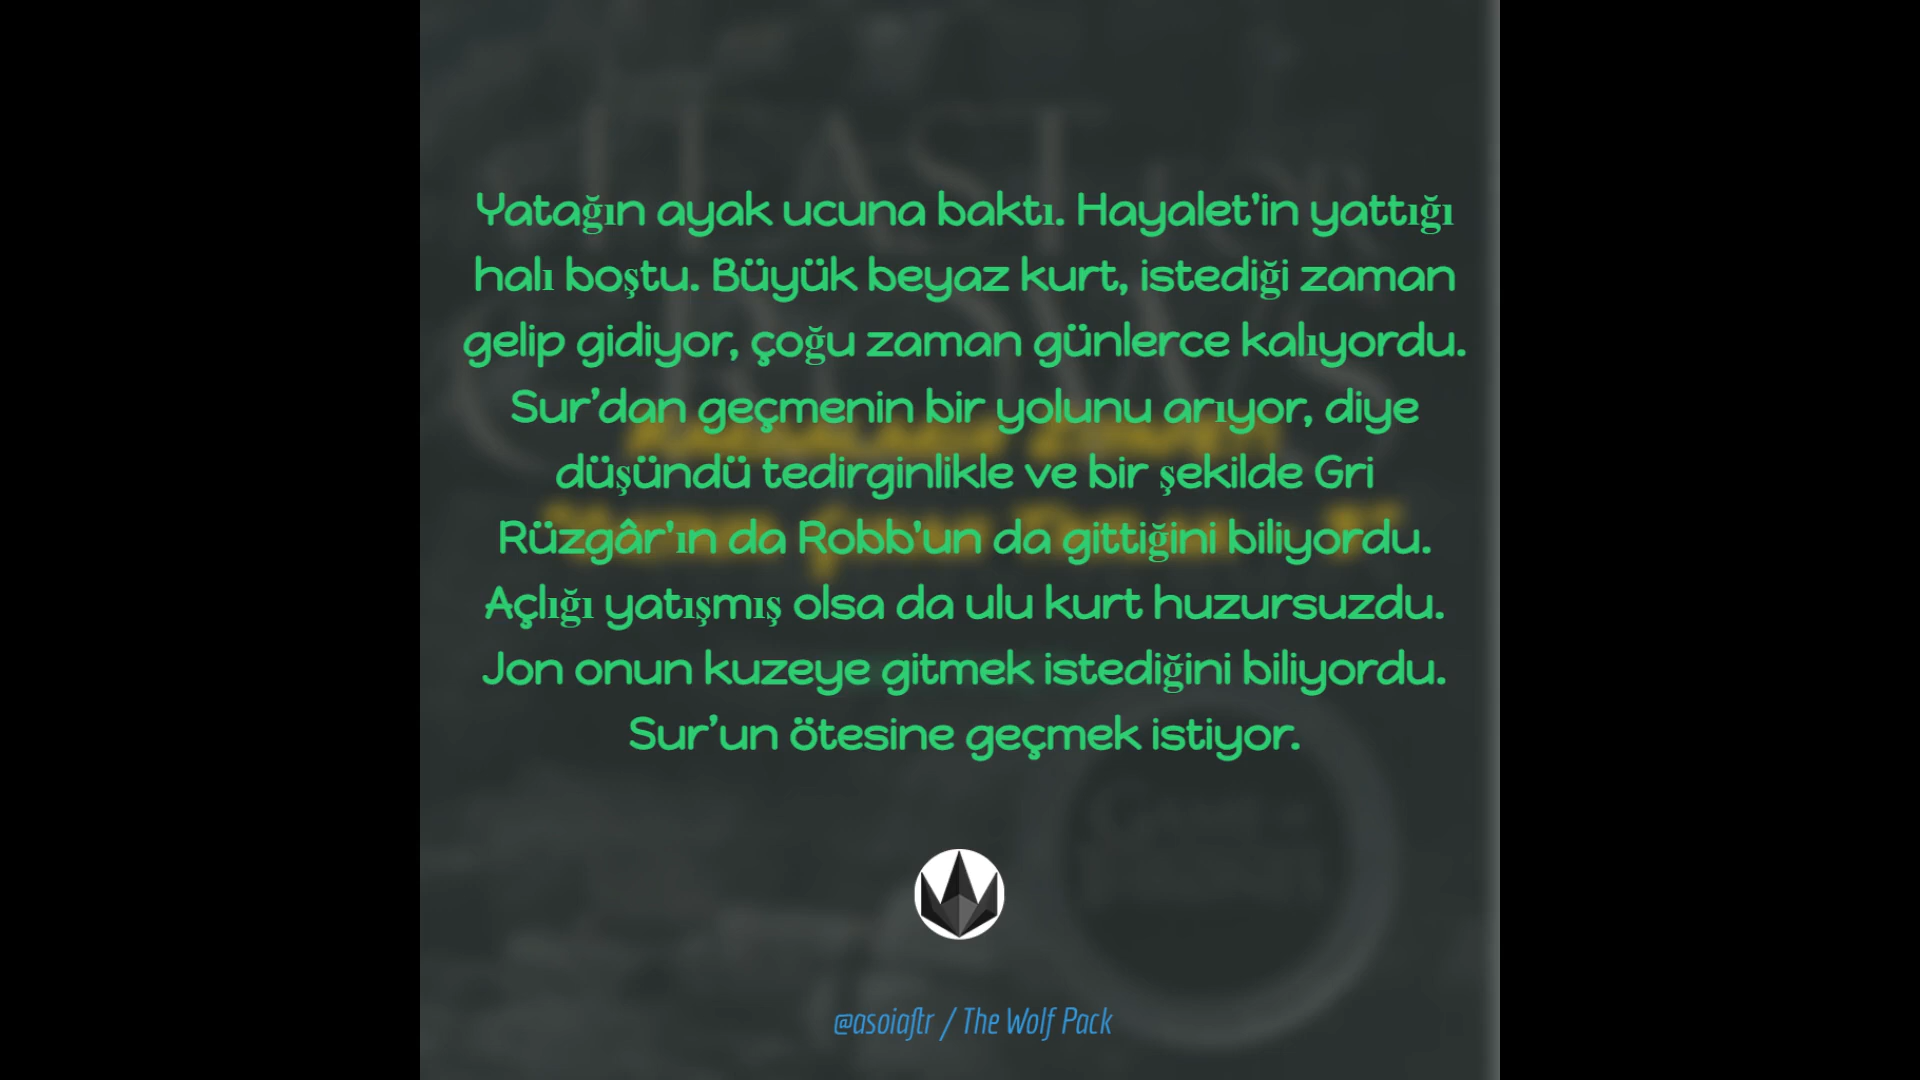 Yatağın ayak ucuna baktı. Hayalet'in yattığı
halı boştu. Büyük beyaz kurt, istediği zaman
gelip gidiyor, çoğu zaman günlerce kalıyordu.
Sur’dan geçmenin bir yolunu arıyor, diye
düşündü tedirginlikle ve bir şekilde Gri
Rüzgâr'ın da Robb'un da gittiğini biliyordu.
Açlığı yatışmış olsa da ulu kurt huzursuzdu.
Jon onun kuzeye gitmek istediğini biliyordu.
Sur’un ötesine geçmek istiyor.
@asoiaftr / The Wolf Pack